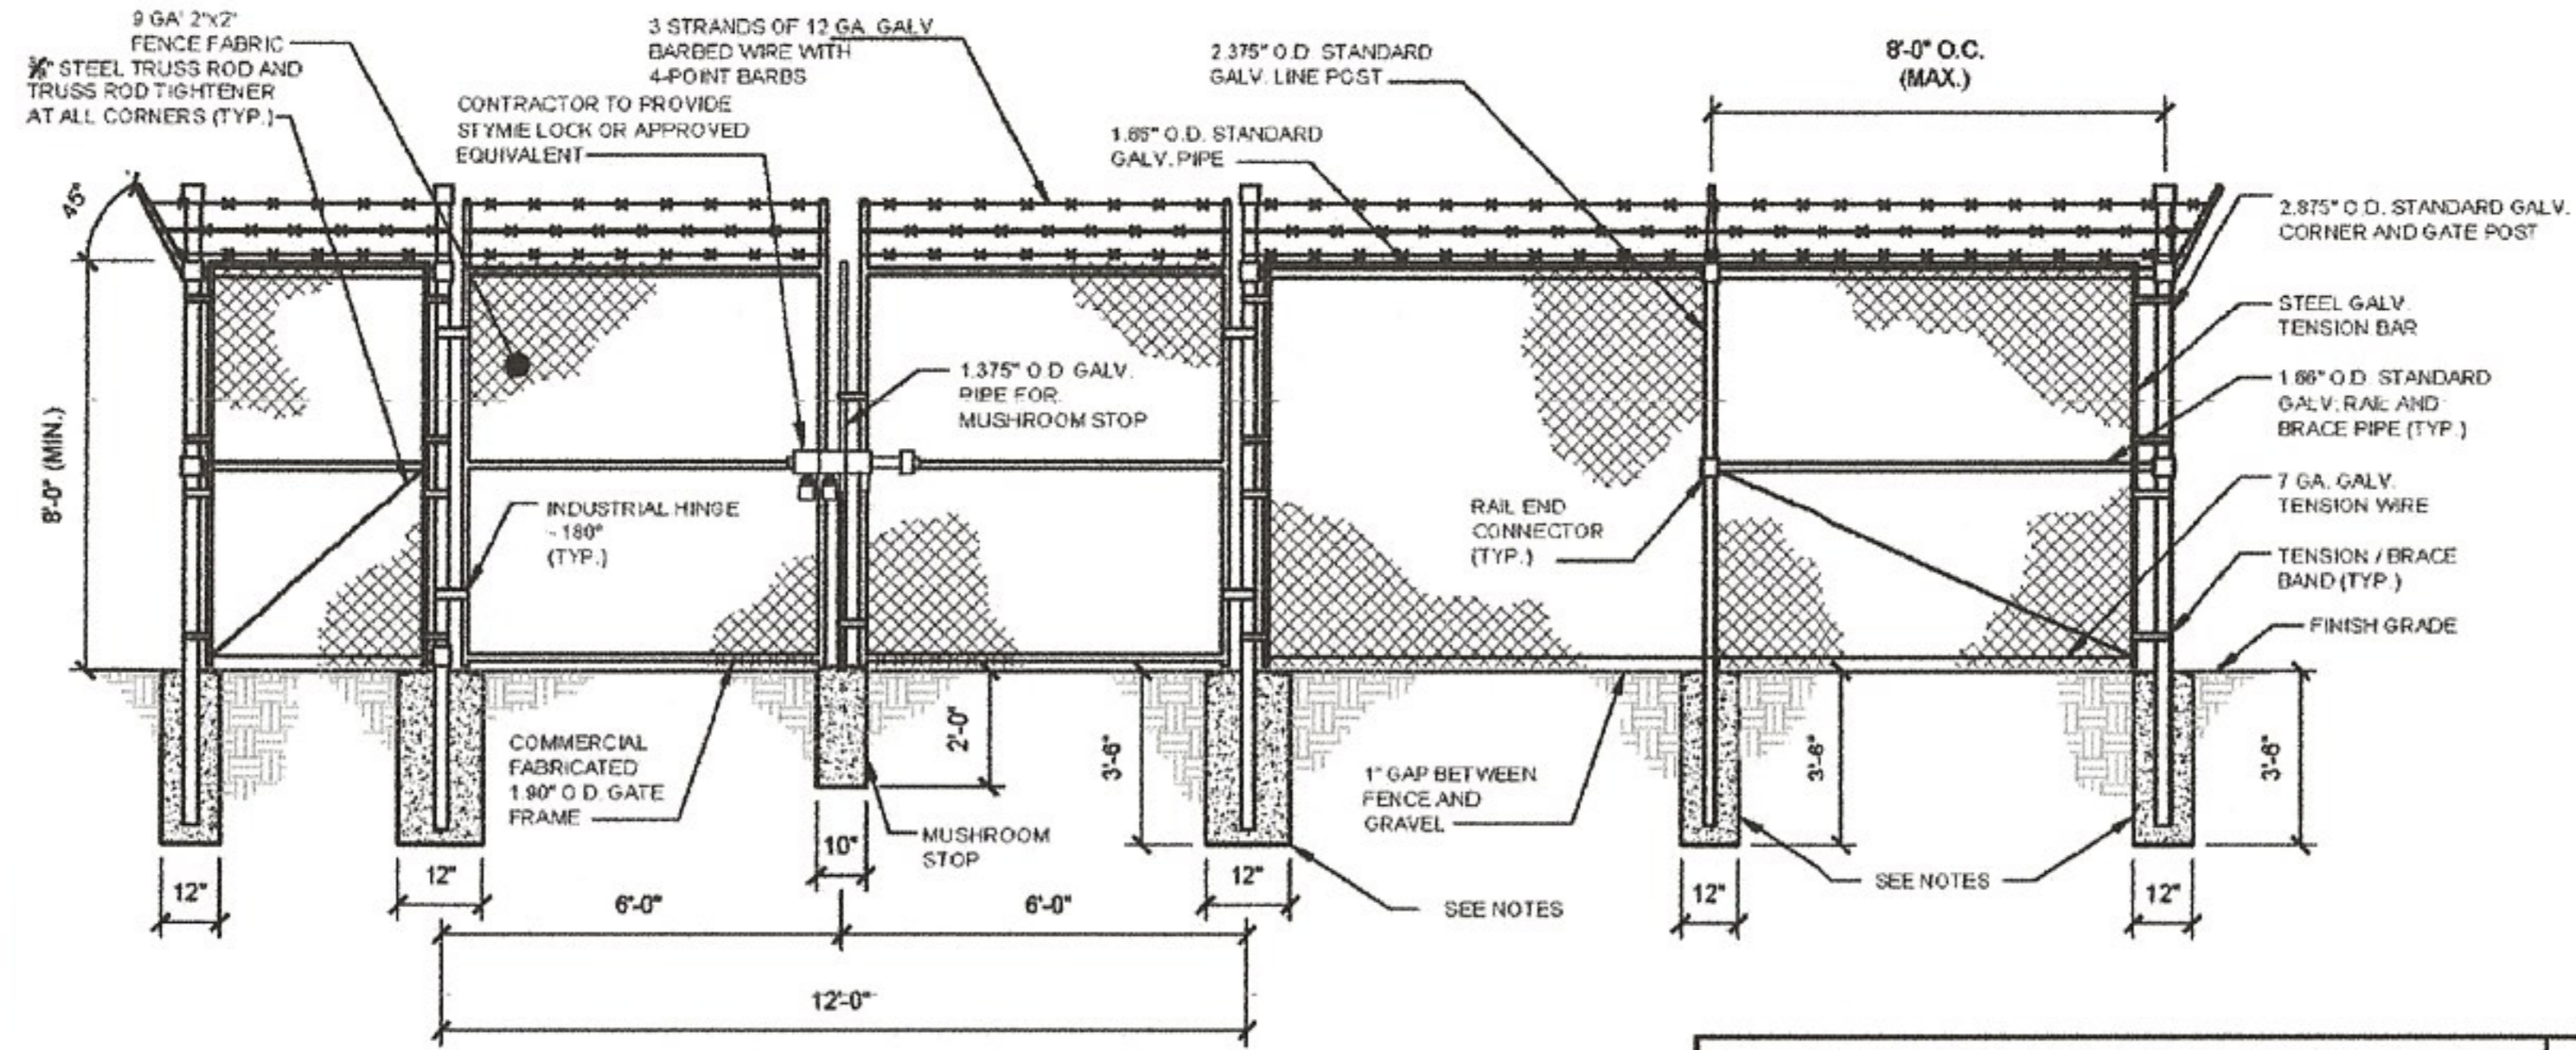 9 GA' 2"x2"
FENCE FABRIC
⅜" STEEL TRUSS ROD AND
TRUSS ROD TIGHTENER
AT ALL CORNERS (TYP.)
3 STRANDS OF 12 GA. GALV
BARBED WIRE WITH
4-POINT BARBS
CONTRACTOR TO PROVIDE
STYMIE LOCK OR APPROVED
EQUIVALENT
2.375" O.D. STANDARD
GALV. LINE POST
1.66" O.D. STANDARD
GALV. PIPE
8'-0" O.C.
(MAX.)
45°
2.875" O.D. STANDARD GALV.
CORNER AND GATE POST
STEEL GALV.
TENSION BAR
1.66" O.D. STANDARD
GALV. RAIL AND
BRACE PIPE (TYP.)
7 GA. GALV.
TENSION WIRE
TENSION / BRACE
BAND (TYP.)
FINISH GRADE
8'-0" (MIN.)
1.375" O.D. GALV.
PIPE FOR
MUSHROOM STOP
INDUSTRIAL HINGE
- 180°
(TYP.)
RAIL END
CONNECTOR
(TYP.)
COMMERCIAL
FABRICATED
1.90" O.D. GATE
FRAME
2'-0"
3'-6"
1" GAP BETWEEN
FENCE AND
GRAVEL
3'-6"
3'-6"
MUSHROOM
STOP
SEE NOTES
SEE NOTES
12"
12"
10"
12"
12"
12"
6'-0"
6'-0"
12'-0"